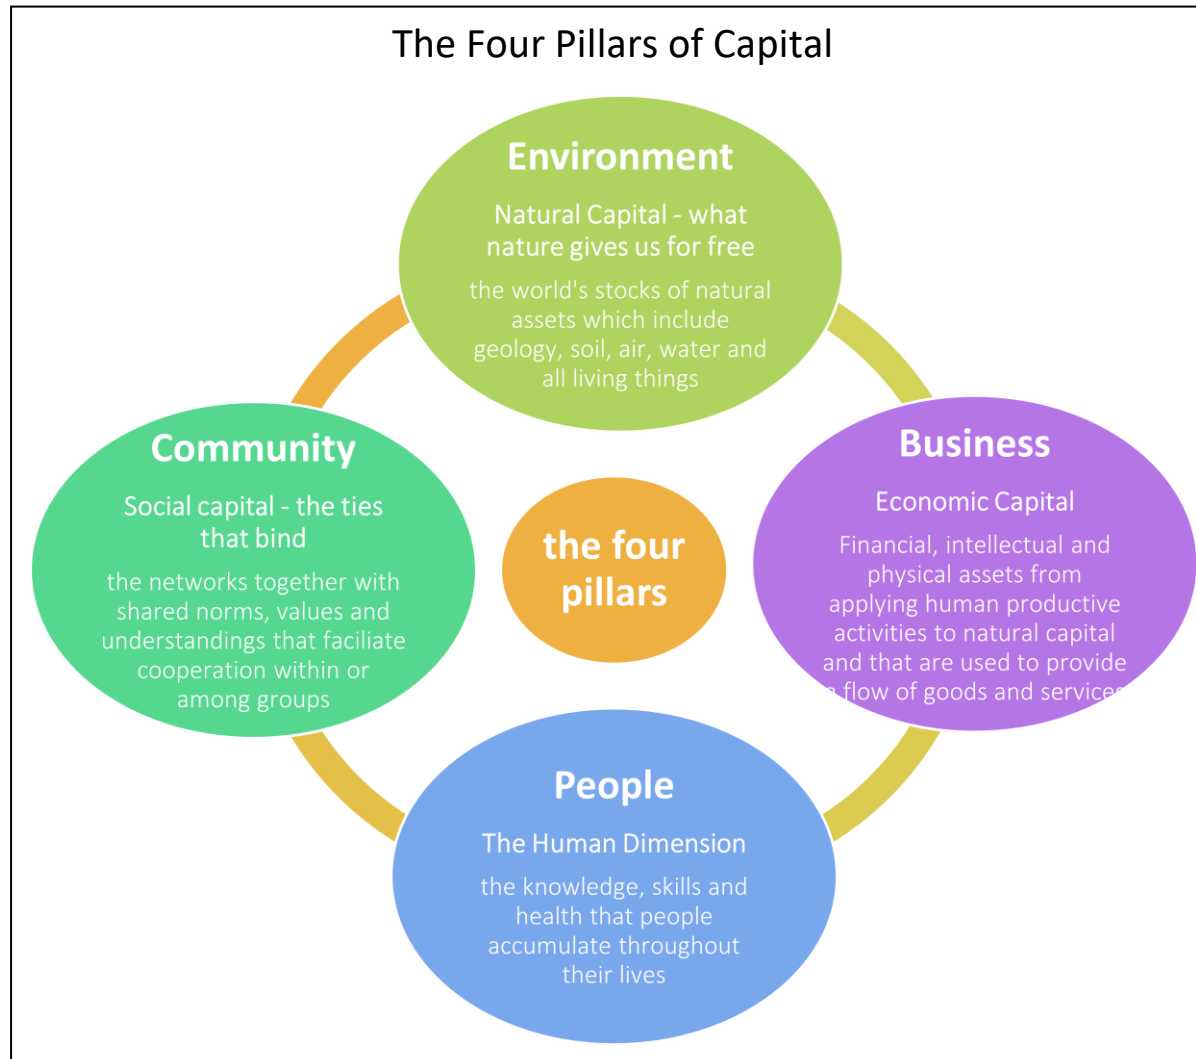 The Four Pillars of Capital
Environment
Natural Capital - what
nature gives us for free
the world's stocks of natural
assets which include
geology, soil, air, water and
all living things
Business
Economic Capital
Financial, intellectual and
physical assets from
applying human productive
activities to natural capital
and that are used to provide
a flow of goods and services
People
The Human Dimension
the knowledge, skills and
health that people
accumulate throughout
their lives
Community
Social capital - the ties
that bind
the networks together with
shared norms, values and
understandings that faciliate
cooperation within or
among groups
the four
pillars